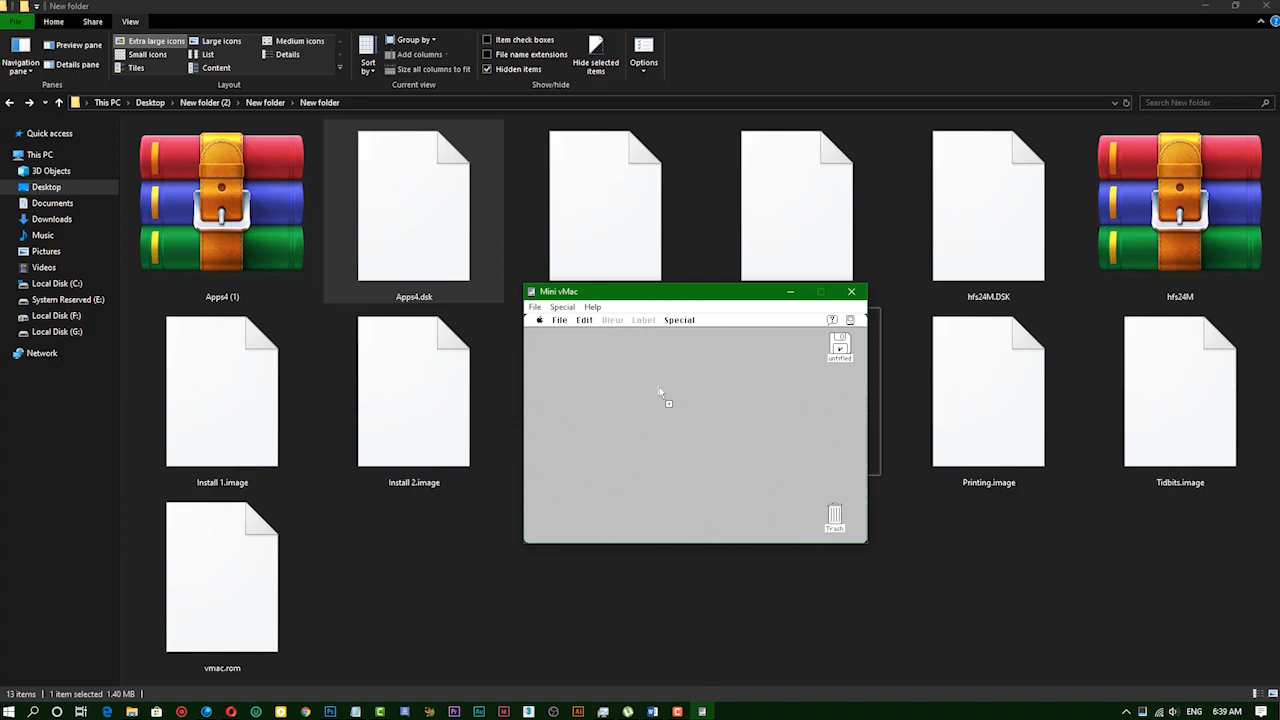 New folder
File Home Share View
Navigation pane
Preview pane
Details pane
Panes
Extra large icons Large icons Medium icons
Small icons List Details
Tiles Content
Layout
Sort by
Group by
Add columns
Size all columns to fit
Current view
Item check boxes
File name extensions
Hidden items
Hide selected items
Show/hide
Options
This PC Desktop New folder (2) New folder New folder
Search New folder
Quick access
This PC
3D Objects
Desktop
Documents
Downloads
Music
Pictures
Videos
Local Disk (C:)
System Reserved (E:)
Local Disk (F:)
Local Disk (G:)
Network
Apps4 (1)
Apps4.dsk
hfs24M.DSK
hfs24M
Mini vMac
File Special Help
File Edit View Label Special
untitled
Trash
Install 1.image
Install 2.image
Printing.image
Tidbits.image
vmac.rom
13 items 1 item selected 1.40 MB
ENG 6:39 AM